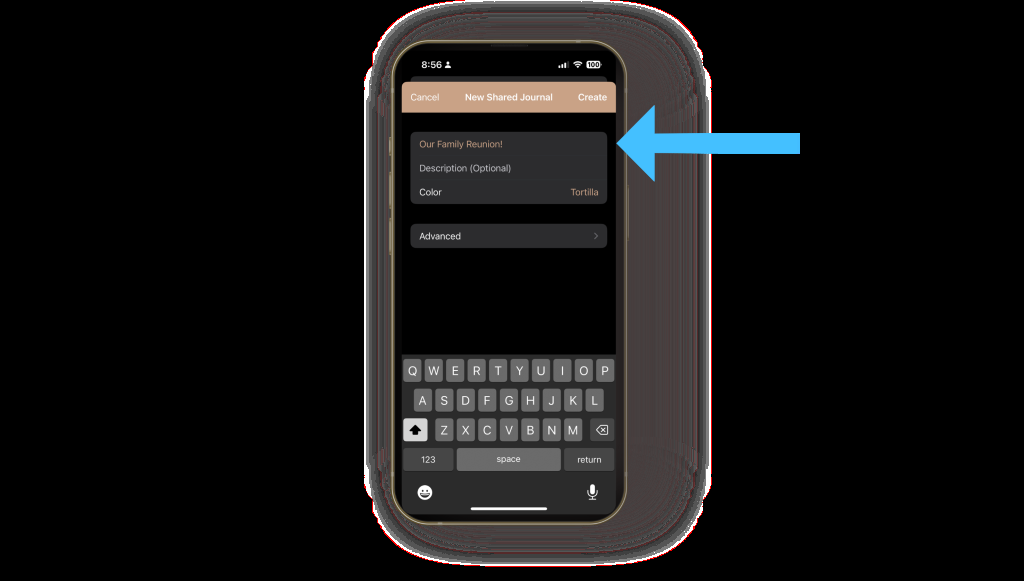 8:56 100
Cancel New Shared Journal Create
Our Family Reunion!
Description (Optional)
Color Tortilla
Advanced
Q W E R T Y U I O P
A S D F G H J K L
Z X C V B N M
123 space return